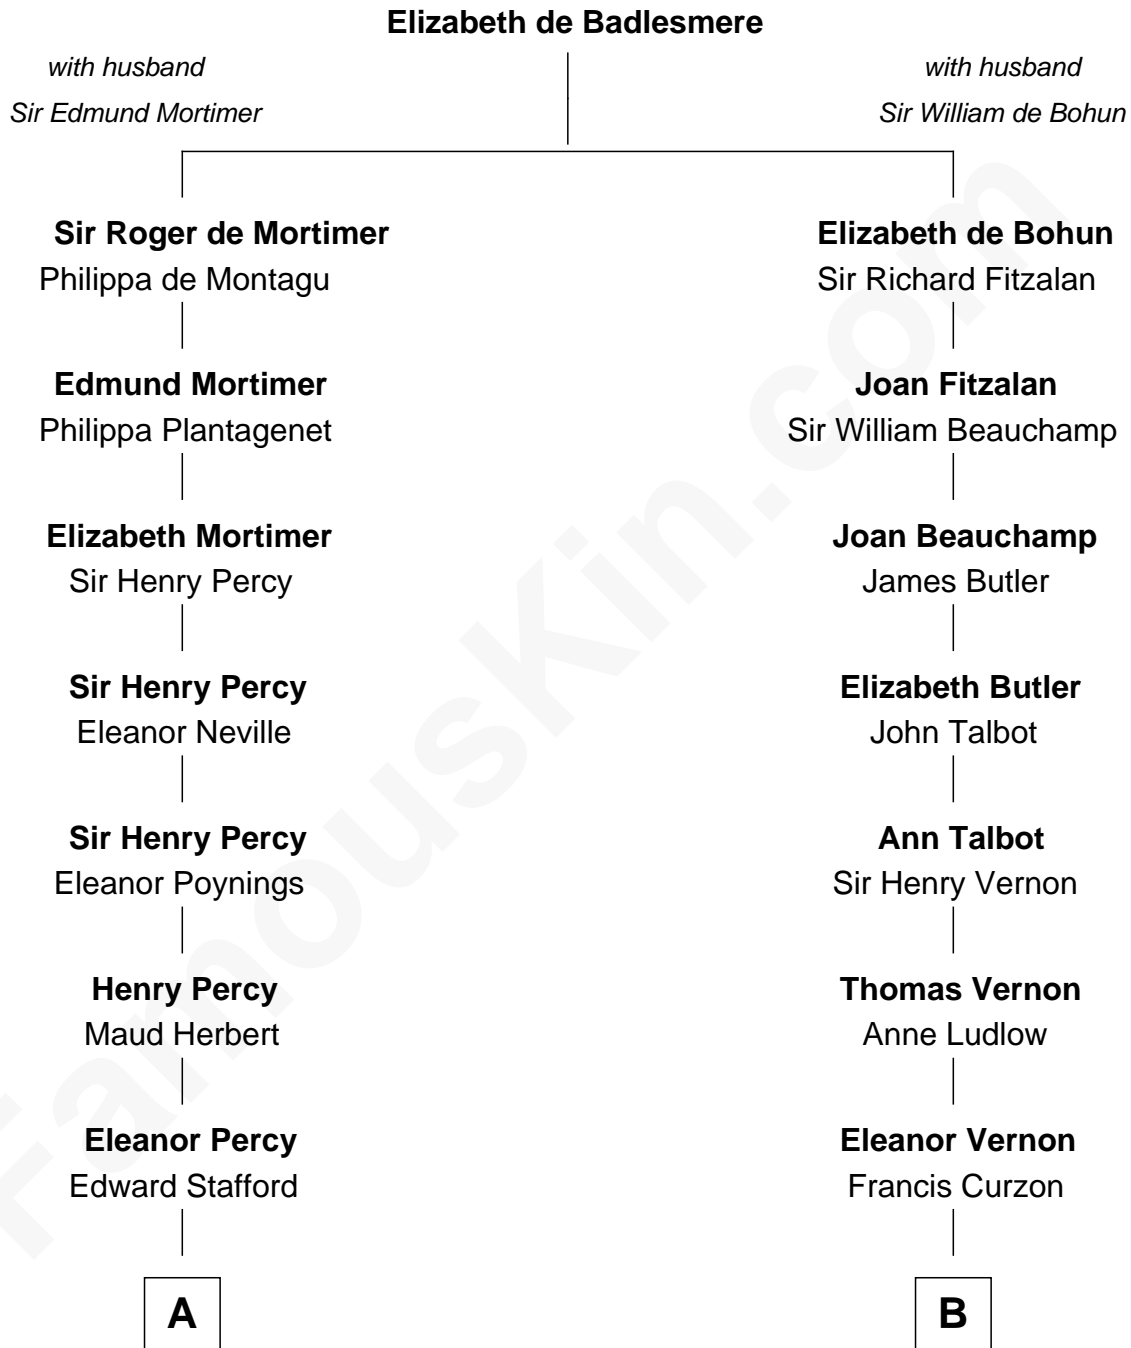 Elizabeth de Badlesmere
with husband
Sir Edmund Mortimer
with husband
Sir William de Bohun
Sir Roger de Mortimer
Philippa de Montagu
Elizabeth de Bohun
Sir Richard Fitzalan
Edmund Mortimer
Philippa Plantagenet
Joan Fitzalan
Sir William Beauchamp
Elizabeth Mortimer
Sir Henry Percy
Joan Beauchamp
James Butler
Sir Henry Percy
Eleanor Neville
Elizabeth Butler
John Talbot
Sir Henry Percy
Eleanor Poynings
Ann Talbot
Sir Henry Vernon
Henry Percy
Maud Herbert
Thomas Vernon
Anne Ludlow
Eleanor Percy
Edward Stafford
Eleanor Vernon
Francis Curzon
A
B
FamousKin.com